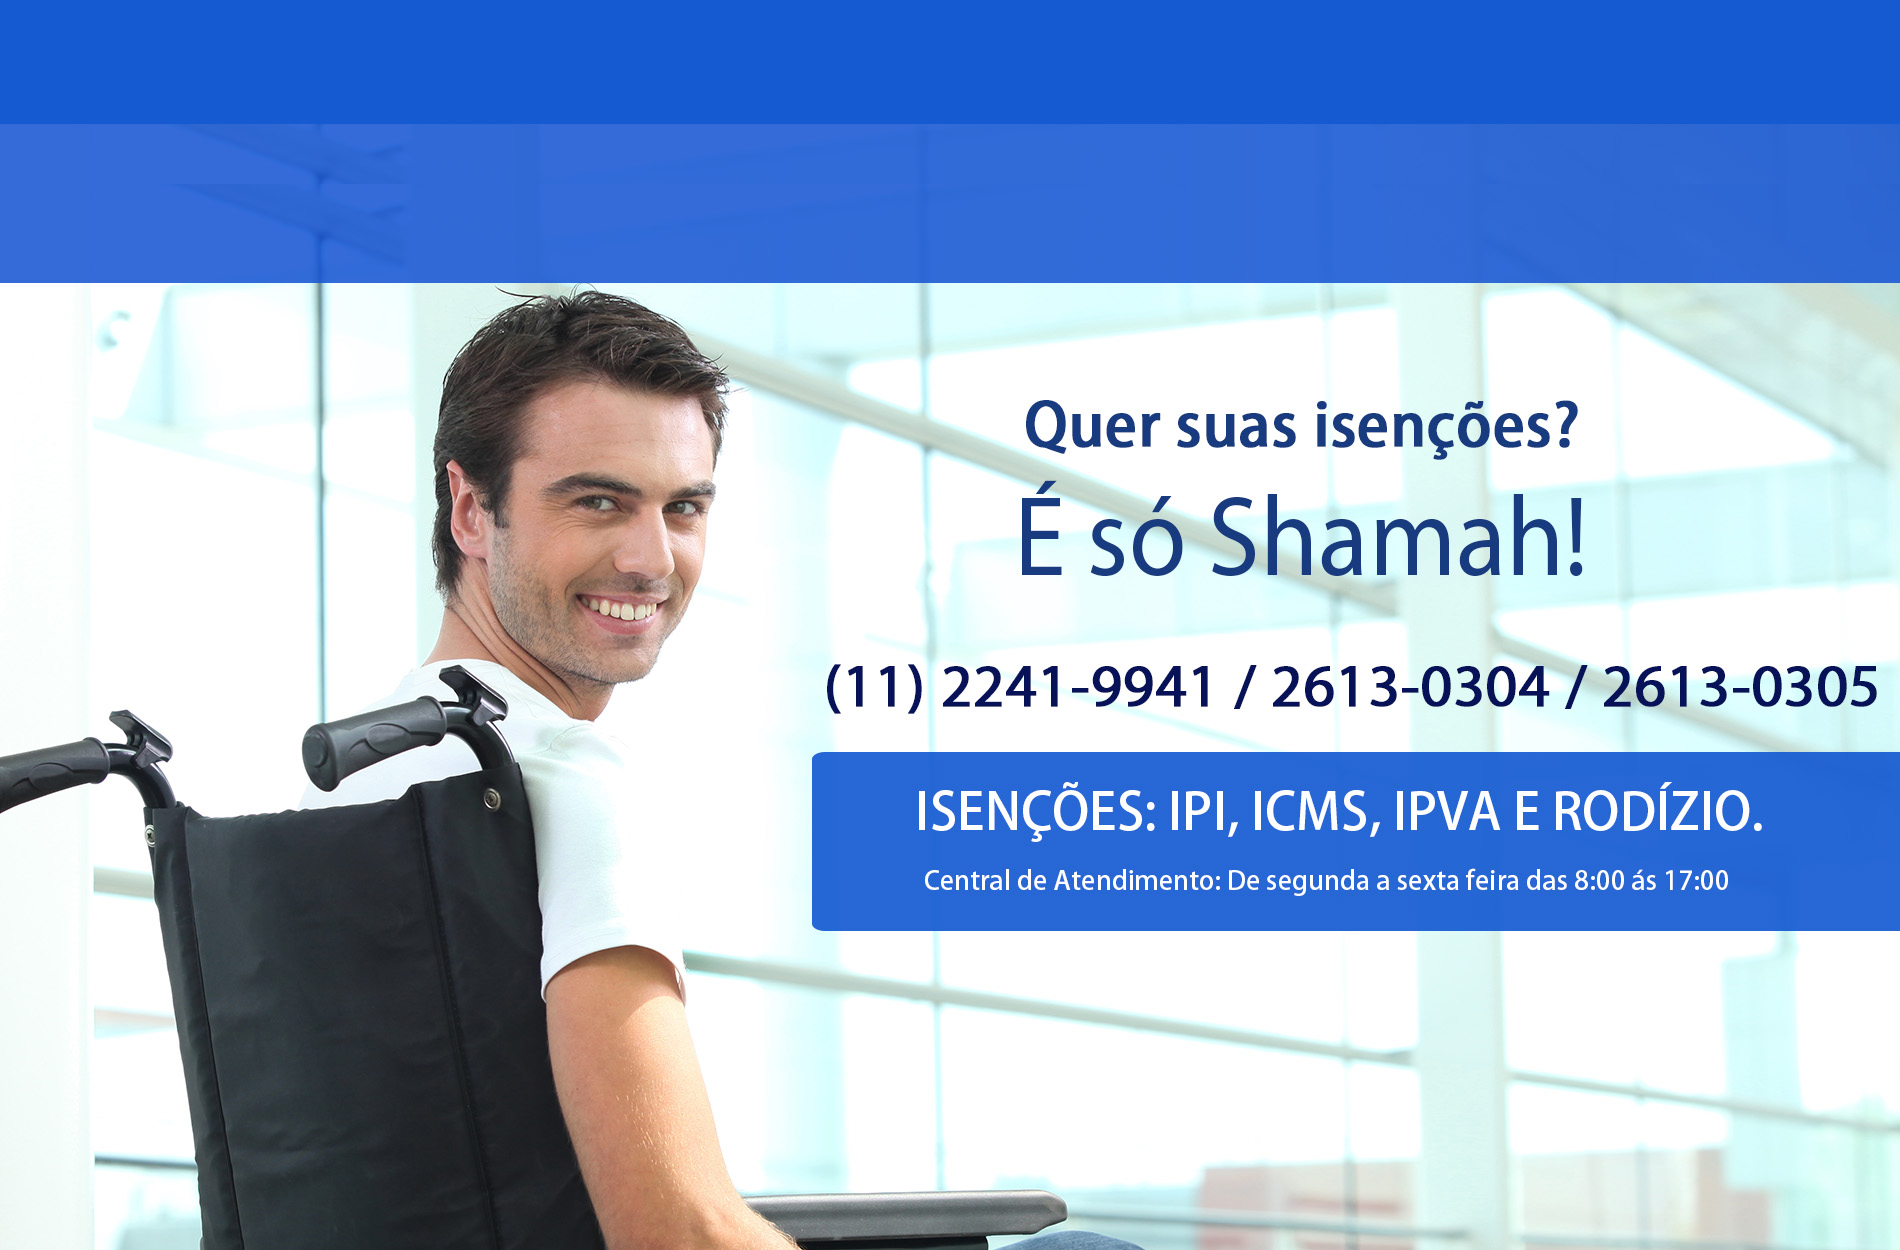 Quer suas isenções?
É só Shamah!
(11) 2241-9941 / 2613-0304 / 2613-0305
ISENÇÕES: IPI, ICMS, IPVA E RODÍZIO.
Central de Atendimento: De segunda a sexta feira das 8:00 ás 17:00